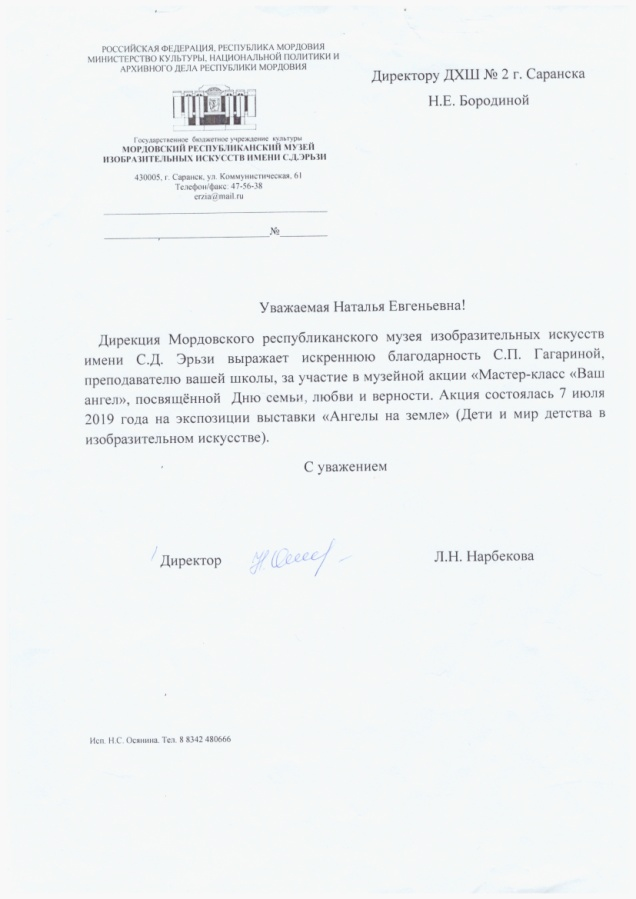 РОССИЙСКАЯ ФЕДЕРАЦИЯ, РЕСПУБЛИКА МОРДОВИЯ
МИНИСТЕРСТВО КУЛЬТУРЫ, НАЦИОНАЛЬНОЙ ПОЛИТИКИ И
АРХИВНОГО ДЕЛА РЕСПУБЛИКИ МОРДОВИЯ
Государственное бюджетное учреждение культуры
МОРДОВСКИЙ РЕСПУБЛИКАНСКИЙ МУЗЕЙ
ИЗОБРАЗИТЕЛЬНЫХ ИСКУССТВ ИМЕНИ С.Д.ЭРЬЗИ
430005, г. Саранск, ул. Коммунистическая, 61
Телефон/факс: 47-56-38
erzia@mail.ru
№
Директору ДХШ № 2 г. Саранска
Н.Е. Бородиной
Уважаемая Наталья Евгеньевна!
Дирекция Мордовского республиканского музея изобразительных искусств
имени С.Д. Эрьзи выражает искреннюю благодарность С.П. Гагариной,
преподавателю вашей школы, за участие в музейной акции «Мастер-класс «Ваш
ангел», посвящённой Дню семьи, любви и верности. Акция состоялась 7 июля
2019 года на экспозиции выставки «Ангелы на земле» (Дети и мир детства в
изобразительном искусстве).
С уважением
Директор Л.Н. Нарбекова
Исп. Н.С. Осянина. Тел. 8 8342 480666